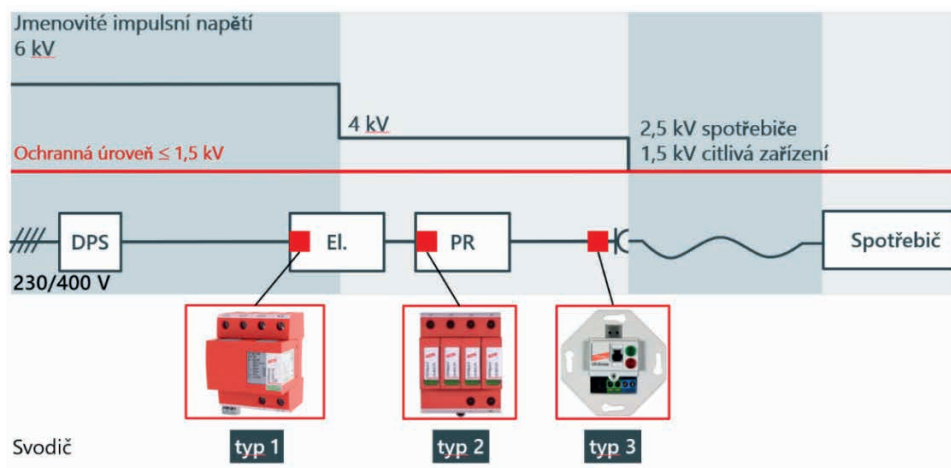 Jmenovité impulsní napětí
6 kV
4 kV
2,5 kV spotřebiče
1,5 kV citlivá zařízení
Ochranná úroveň ≤ 1,5 kV
DPS
El.
PR
Spotřebič
230/400 V
Svodič
typ 1
typ 2
typ 3